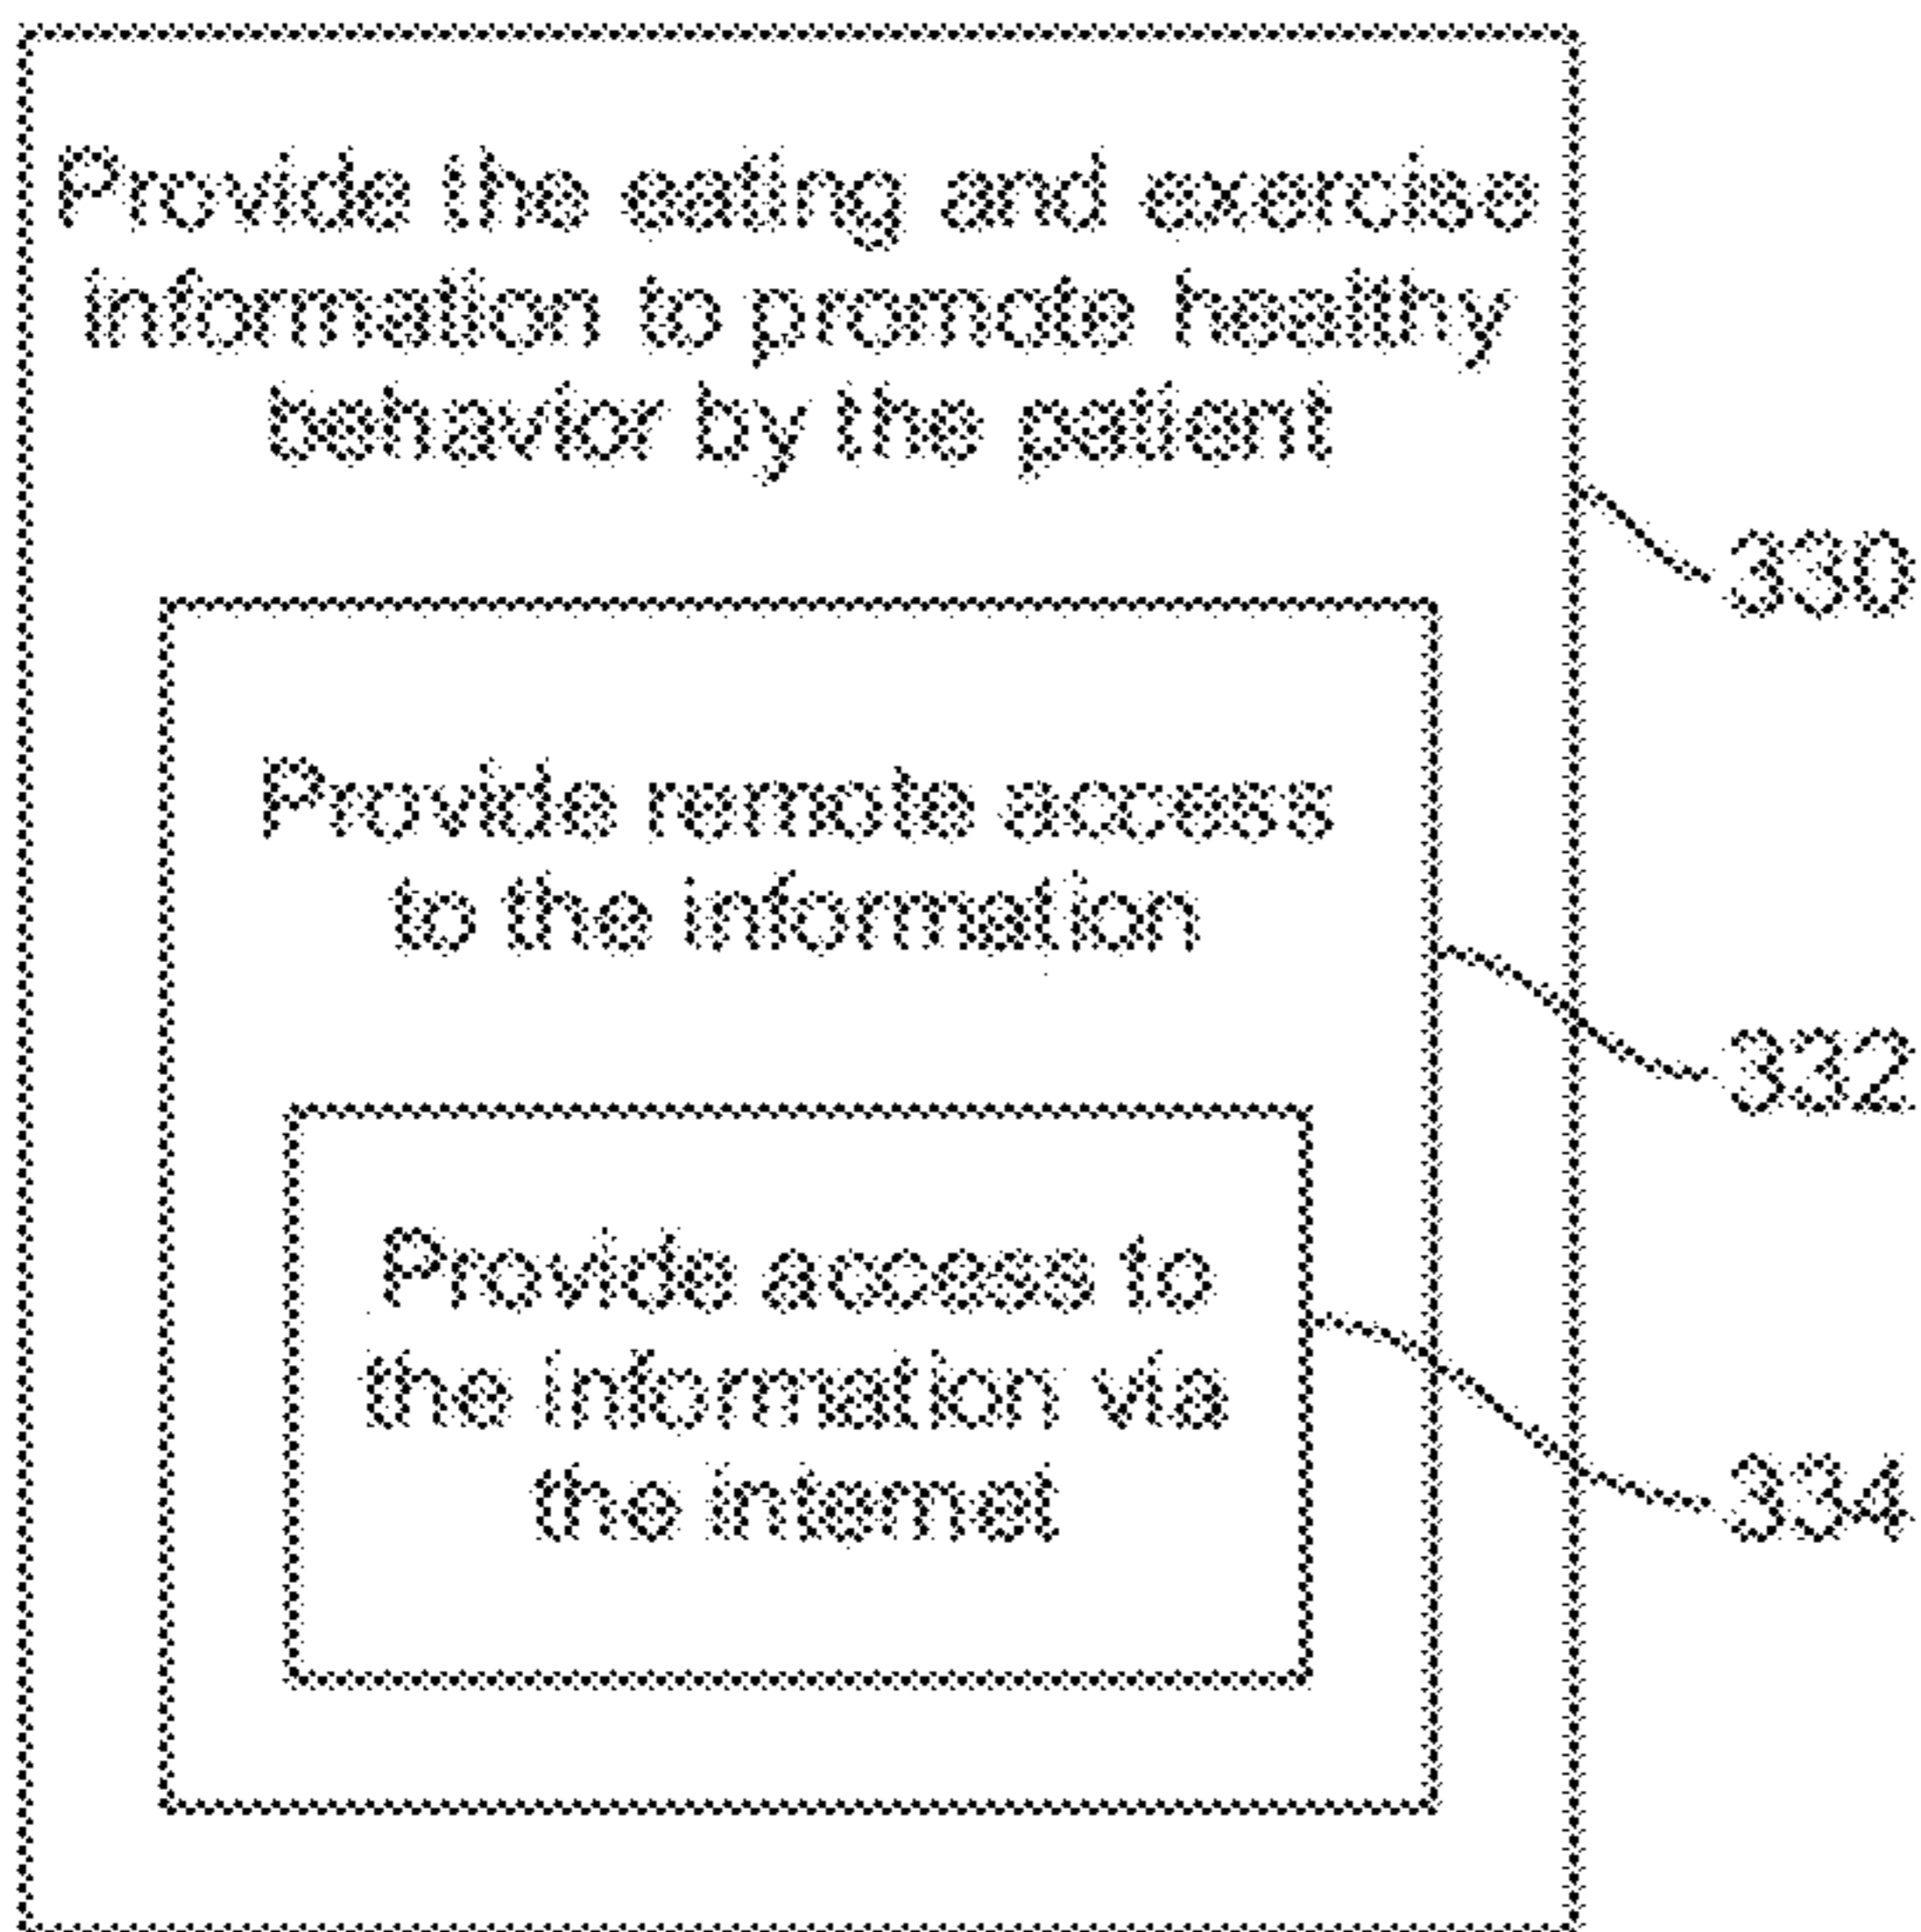 Provide the eating and exercise
information to promote healthy
behavior by the patient
330
Provide remote access
to the information
332
Provide access to
the information via
the internet
334